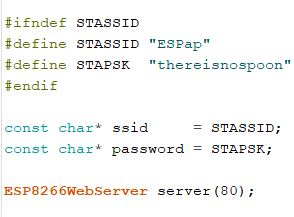 #ifndef STASSID
#define STASSID "ESPap"
#define STAPSK  "thereisnospoon"
#endif
const char* ssid     = STASSID;
const char* password = STAPSK;
ESP8266WebServer server(80);